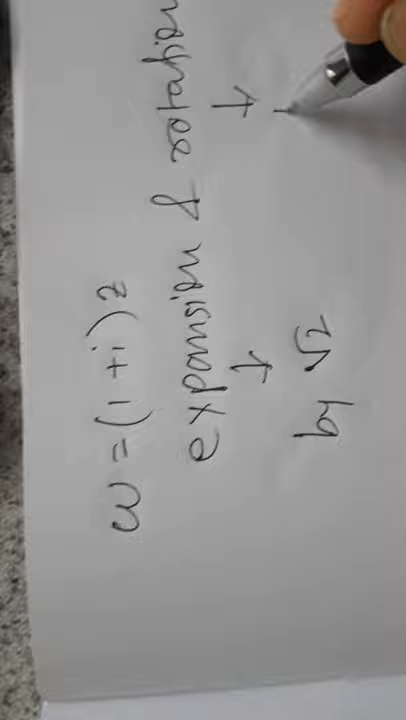 w = (1+i)z
expansion & rotation
↓ ↓
by √2